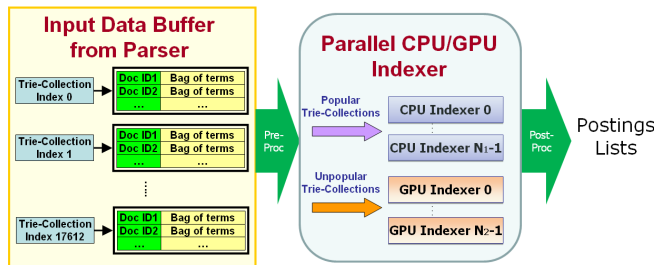 Input Data Buffer
from Parser
Trie-Collection
Index 0
Doc ID1 Bag of terms
Doc ID2 Bag of terms
... ...
Trie-Collection
Index 1
Doc ID1 Bag of terms
Doc ID2 Bag of terms
... ...
Trie-Collection
Index 17612
Doc ID1 Bag of terms
Doc ID2 Bag of terms
... ...
Pre-
Proc
Parallel CPU/GPU
Indexer
Popular
Trie-Collections
CPU Indexer 0
CPU Indexer N1-1
Unpopular
Trie-Collections
GPU Indexer 0
GPU Indexer N2-1
Post-
Proc
Postings
Lists